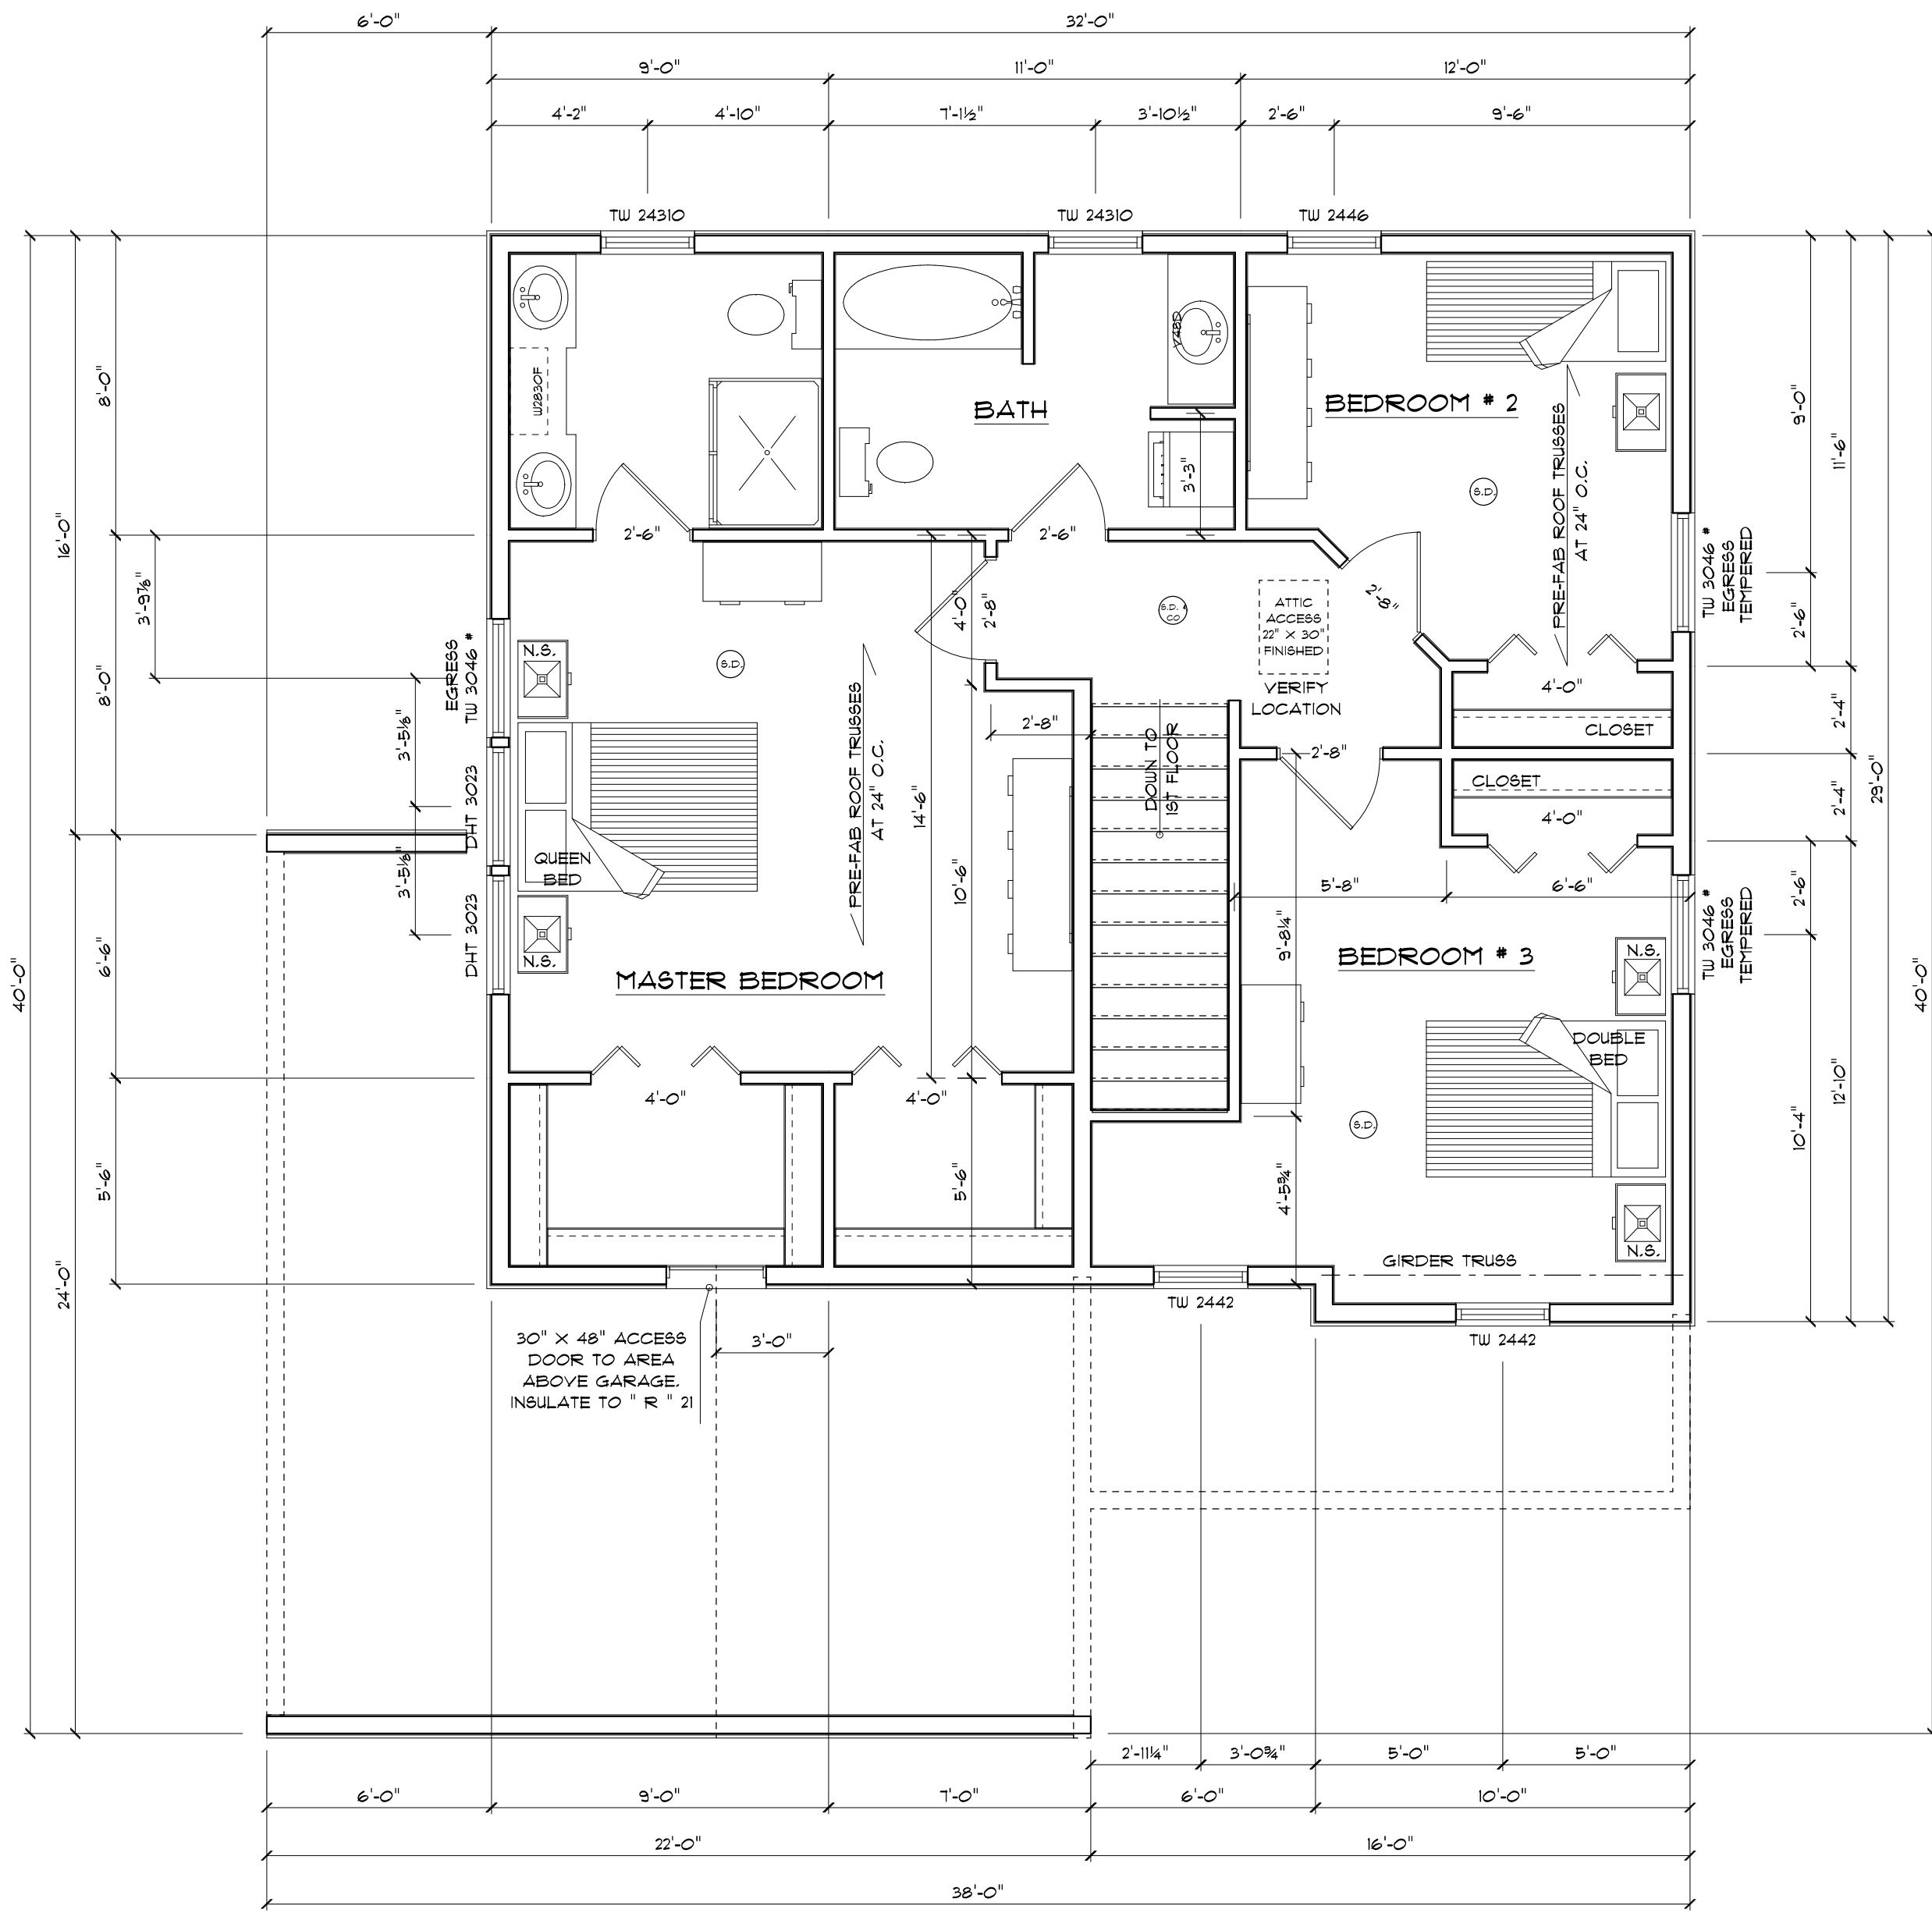 6'-0"
32'-0"
9'-0"
11'-0"
12'-0"
4'-2"
4'-10"
7'-1½"
3'-10½"
2'-6"
9'-6"
TW 24310
TW 24310
TW 2446
W2830F
V48D
BATH
BEDROOM # 2
3'-3"
S.D.
PRE-FAB ROOF TRUSSES
AT 24" O.C.
8'-0"
16'-0"
40'-0"
3'-9⅞"
8'-0"
2'-6"
2'-6"
9'-0"
11'-6"
TW 3046 #
EGRESS
TEMPERED
2'-6"
4'-0"
2'-8"
S.D. &
CO
ATTIC
ACCESS
22" X 30"
FINISHED
VERIFY
LOCATION
2'-8"
EGRESS
TW 3046 #
N.S.
S.D.
3'-5⅛"
DHT 3023
2'-8"
DOWN TO
1ST FLOOR
2'-8"
4'-0"
CLOSET
CLOSET
4'-0"
2'-4"
2'-4"
29'-0"
PRE-FAB ROOF TRUSSES
AT 24" O.C.
14'-6"
10'-6"
QUEEN
BED
3'-5⅛"
DHT 3023
N.S.
6'-6"
5'-8"
6'-6"
2'-6"
9'-8¼"
BEDROOM # 3
N.S.
TW 3046 #
EGRESS
TEMPERED
40'-0"
MASTER BEDROOM
DOUBLE
BED
12'-10"
10'-4"
4'-0"
4'-0"
S.D.
5'-6"
5'-6"
4'-5¾"
24'-0"
N.S.
GIRDER TRUSS
TW 2442
TW 2442
30" X 48" ACCESS
DOOR TO AREA
ABOVE GARAGE.
INSULATE TO " R " 21
3'-0"
2'-11¼"
3'-0¾"
5'-0"
5'-0"
6'-0"
9'-0"
7'-0"
6'-0"
10'-0"
22'-0"
16'-0"
38'-0"